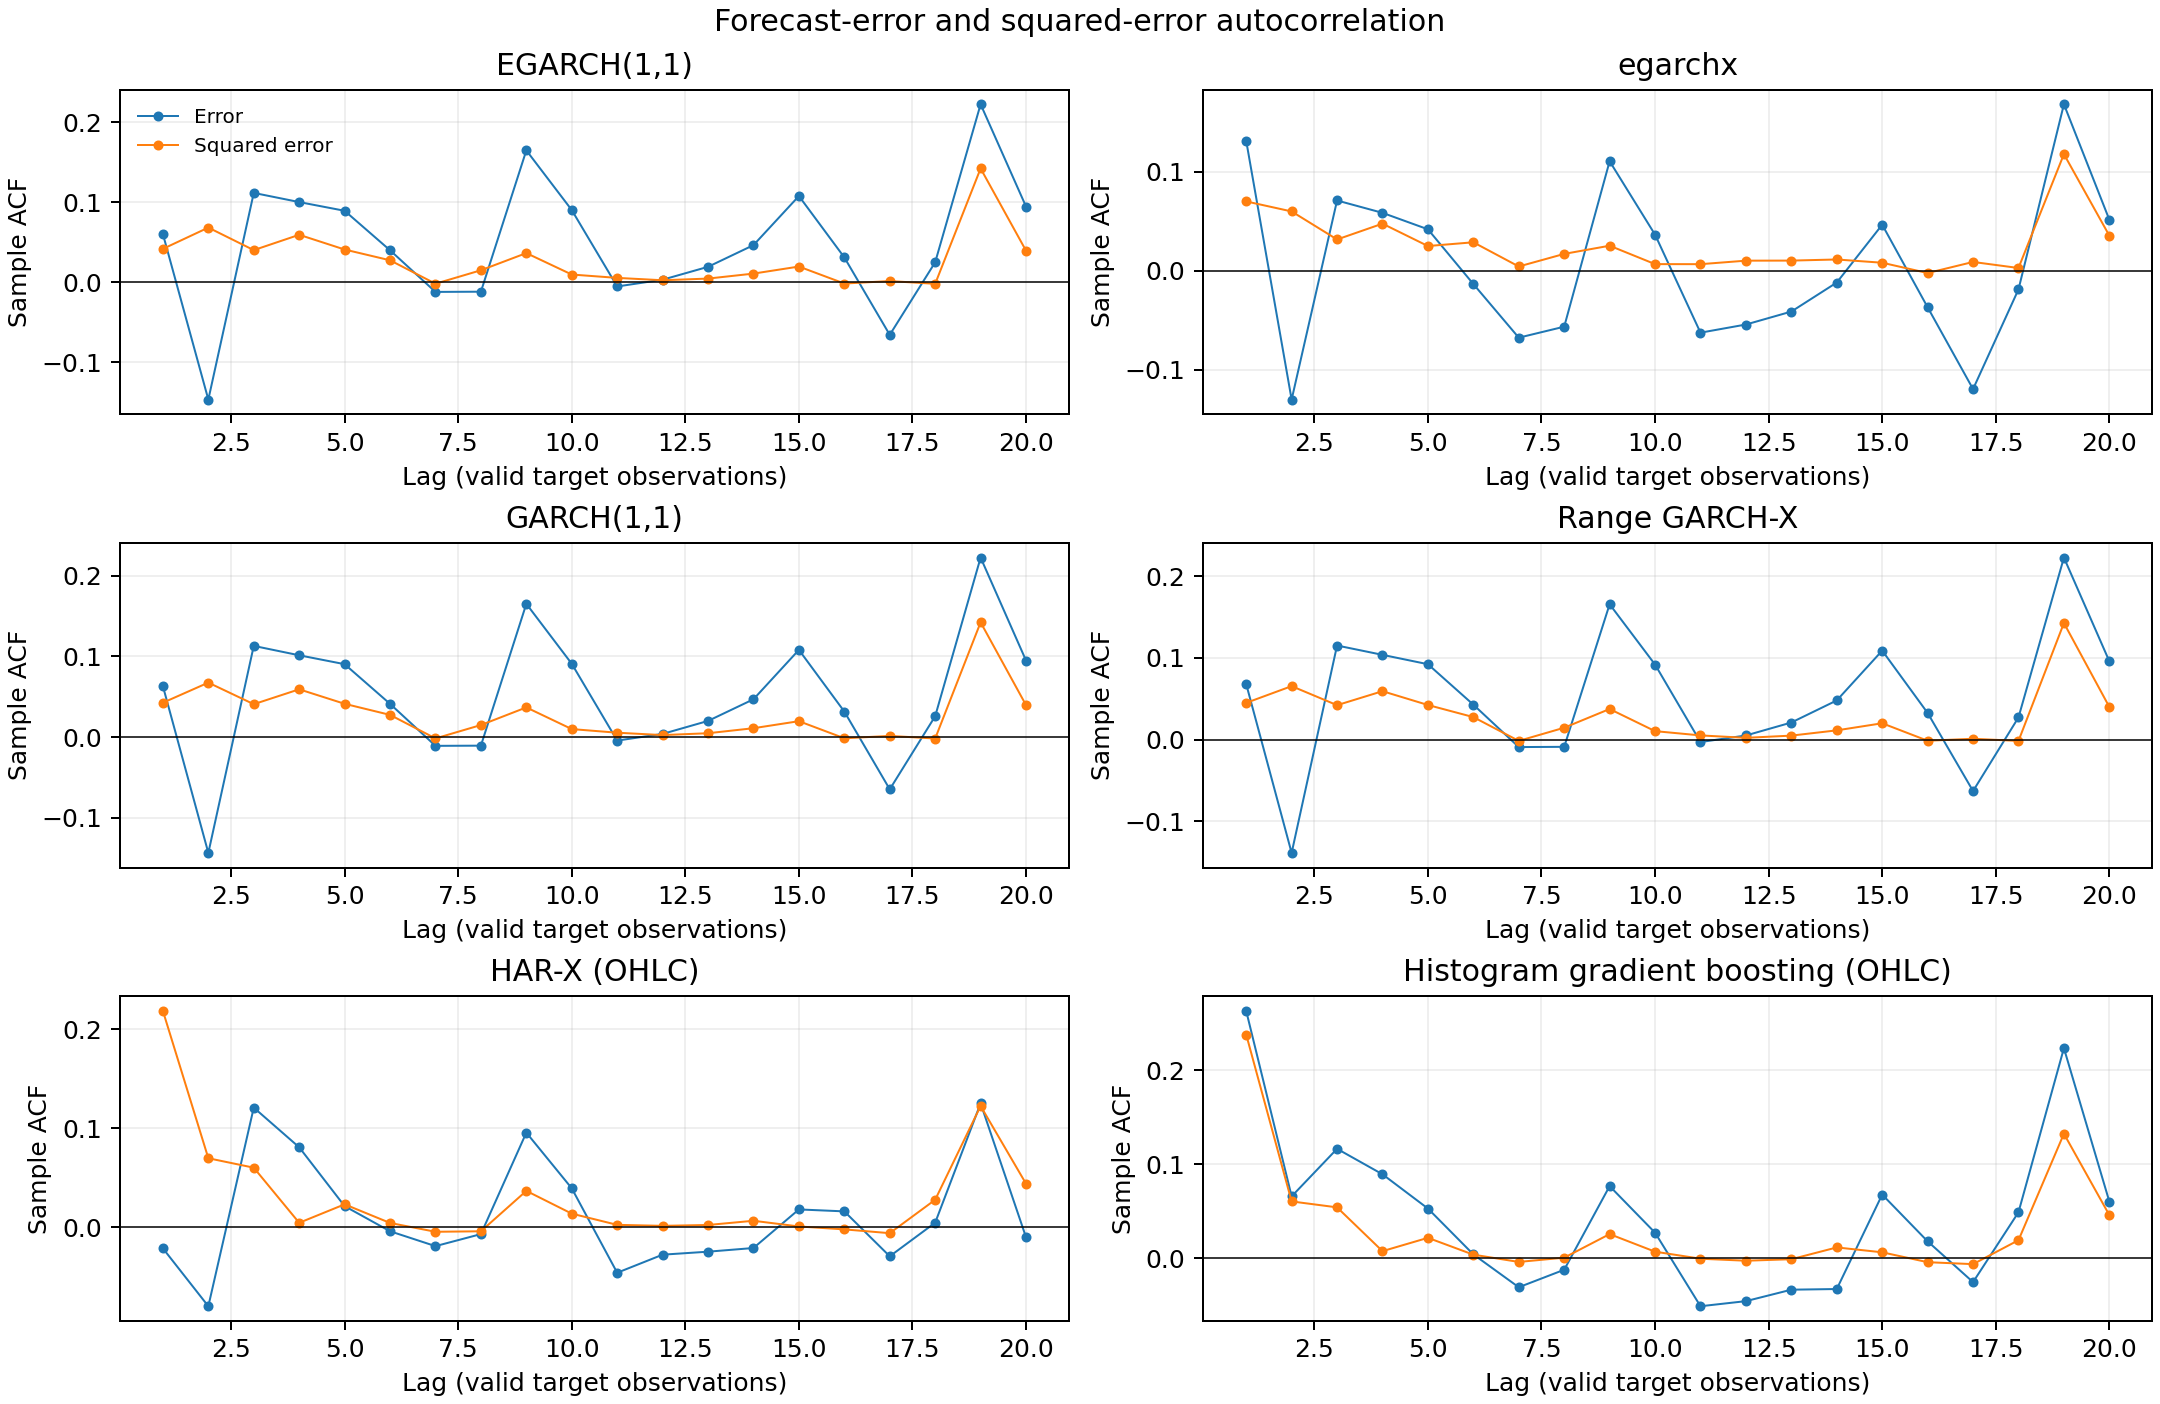 Forecast-error and squared-error autocorrelation
EGARCH(1,1)
Error
Squared error
Sample ACF
0.2
0.1
0.0
−0.1
2.5 5.0 7.5 10.0 12.5 15.0 17.5 20.0
Lag (valid target observations)
egarchx
Sample ACF
0.1
0.0
−0.1
2.5 5.0 7.5 10.0 12.5 15.0 17.5 20.0
Lag (valid target observations)
GARCH(1,1)
Sample ACF
0.2
0.1
0.0
−0.1
2.5 5.0 7.5 10.0 12.5 15.0 17.5 20.0
Lag (valid target observations)
Range GARCH-X
Sample ACF
0.2
0.1
0.0
−0.1
2.5 5.0 7.5 10.0 12.5 15.0 17.5 20.0
Lag (valid target observations)
HAR-X (OHLC)
Sample ACF
0.2
0.1
0.0
2.5 5.0 7.5 10.0 12.5 15.0 17.5 20.0
Lag (valid target observations)
Histogram gradient boosting (OHLC)
Sample ACF
0.2
0.1
0.0
2.5 5.0 7.5 10.0 12.5 15.0 17.5 20.0
Lag (valid target observations)